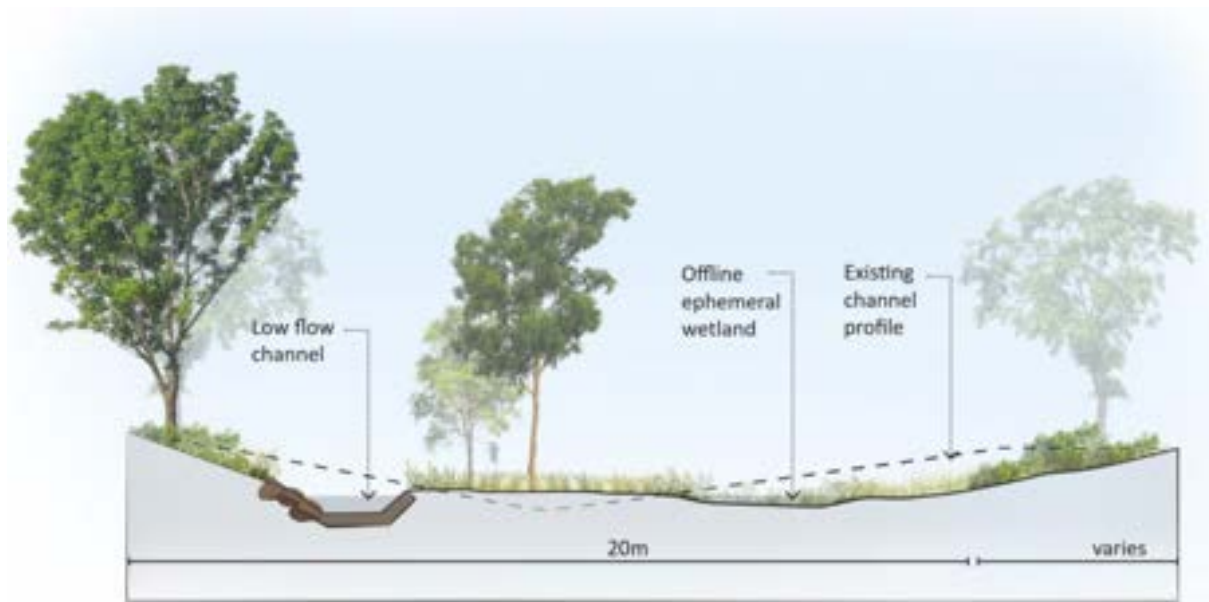 Low flow
channel
Offline
ephemeral
wetland
Existing
channel
profile
20m
varies